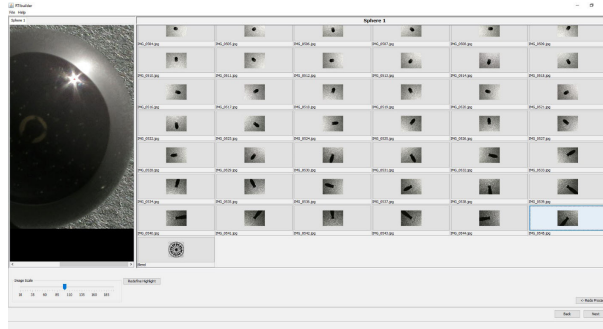 RTIbuilder
File Help
Sphere 1
Sphere 1
IMG_0504.jpg IMG_0505.jpg IMG_0506.jpg IMG_0507.jpg IMG_0508.jpg IMG_0509.jpg
IMG_0510.jpg IMG_0511.jpg IMG_0512.jpg IMG_0513.jpg IMG_0514.jpg IMG_0515.jpg
IMG_0516.jpg IMG_0517.jpg IMG_0518.jpg IMG_0519.jpg IMG_0520.jpg IMG_0521.jpg
IMG_0522.jpg IMG_0523.jpg IMG_0524.jpg IMG_0525.jpg IMG_0526.jpg IMG_0527.jpg
IMG_0528.jpg IMG_0529.jpg IMG_0530.jpg IMG_0531.jpg IMG_0532.jpg IMG_0533.jpg
IMG_0534.jpg IMG_0535.jpg IMG_0536.jpg IMG_0537.jpg IMG_0538.jpg IMG_0539.jpg
IMG_0540.jpg IMG_0541.jpg IMG_0542.jpg IMG_0543.jpg IMG_0544.jpg IMG_0545.jpg
Blend
Image Scale
Redefine Highlight
Back Next